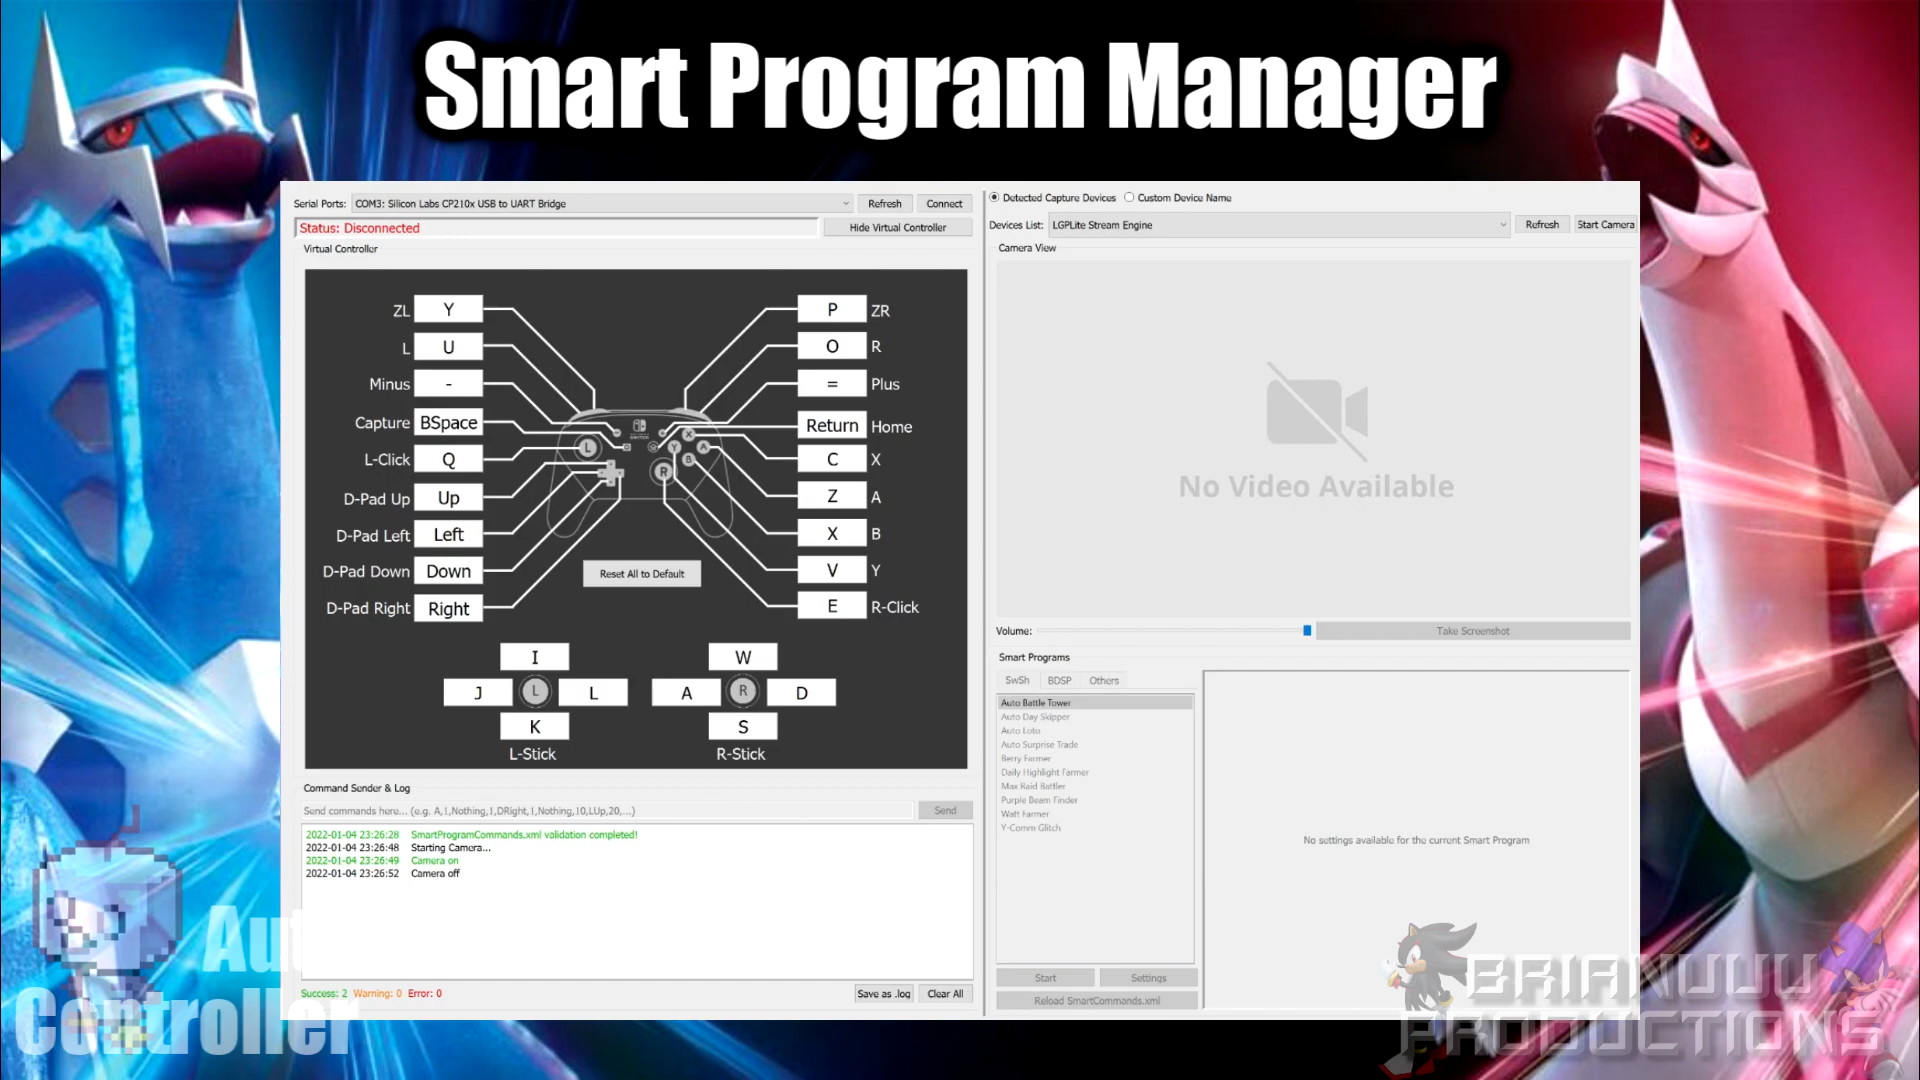 Smart Program Manager
Serial Ports: COM3: Silicon Labs CP210x USB to UART Bridge Refresh Connect
Status: Disconnected Hide Virtual Controller
Virtual Controller
ZL Y
L U
Minus -
Capture BSpace
L-Click Q
D-Pad Up Up
D-Pad Left Left
D-Pad Down Down
D-Pad Right Right
P ZR
O R
= Plus
Return Home
C X
Z A
X B
V Y
E R-Click
L
R
X
Y
A
B
Reset All to Default
I
J L L
K
L-Stick
W
A R D
S
R-Stick
Command Sender & Log
Send commands here... (e.g. A,1,Nothing,1,DRight,1,Nothing,10,LUp,20,...) Send
2022-01-04 23:26:28 SmartProgramCommands.xml validation completed!
2022-01-04 23:26:48 Starting Camera...
2022-01-04 23:26:49 Camera on
2022-01-04 23:26:52 Camera off
Success: 2 Warning: 0 Error: 0 Save as .log Clear All
Detected Capture Devices Custom Device Name
Devices List: LGPLite Stream Engine Refresh Start Camera
Camera View
No Video Available
Volume: Take Screenshot
Smart Programs
SwSh BDSP Others
Auto Battle Tower
Auto Day Skipper
Auto Loto
Auto Surprise Trade
Berry Farmer
Daily Highlight Farmer
Max Raid Battler
Purple Beam Finder
Watt Farmer
Y-Comm Glitch
No settings available for the current Smart Program
Start Settings
Reload SmartCommands.xml
Aut
Controller
BRIANUUU
PRODUCTIONS